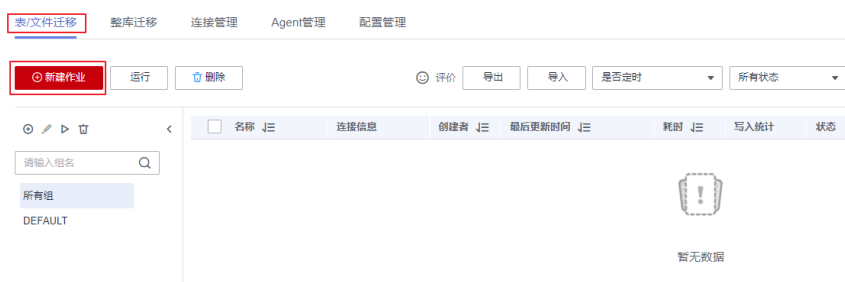 表/文件迁移 整库迁移 连接管理 Agent管理 配置管理
新建作业 运行 删除 评价 导出 导入 是否定时 所有状态
名称 连接信息 创建者 最后更新时间 耗时 写入统计 状态
请输入组名
所有组
DEFAULT
暂无数据